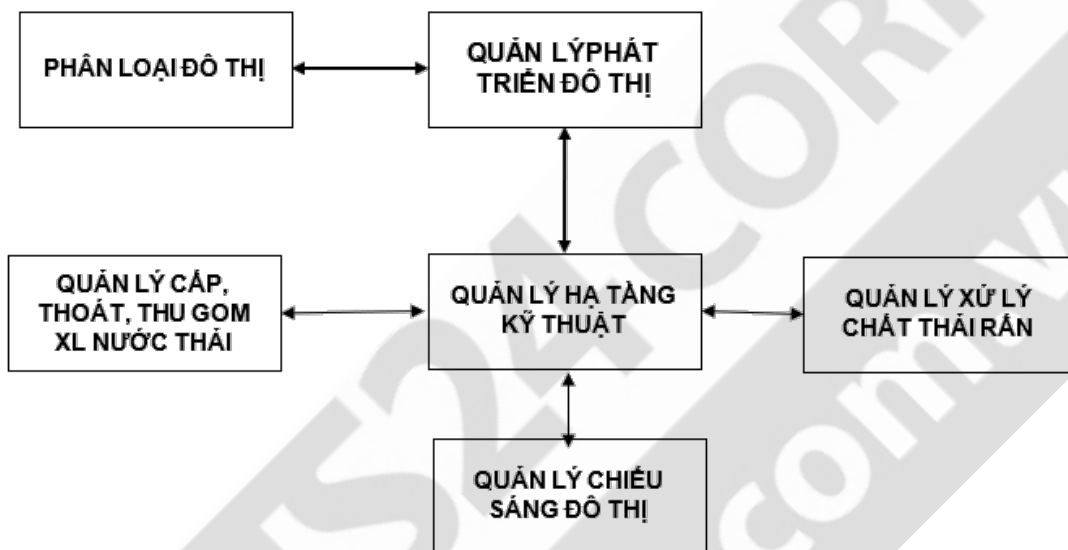 PHÂN LOẠI ĐÔ THỊ
QUẢN LÝPHÁT
TRIỂN ĐÔ THỊ
QUẢN LÝ CẤP,
THOÁT, THU GOM
XL NƯỚC THẢI
QUẢN LÝ HẠ TẦNG
KỸ THUẬT
QUẢN LÝ XỬ LÝ
CHẤT THẢI RẮN
QUẢN LÝ CHIẾU
SÁNG ĐÔ THỊ